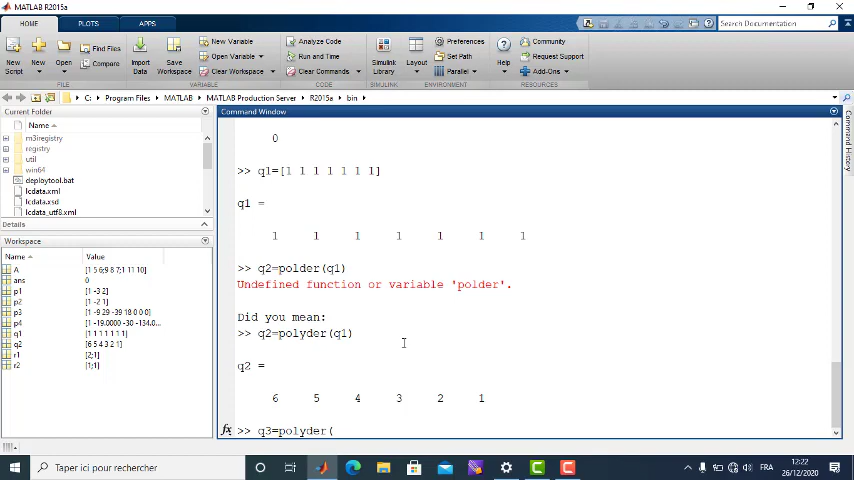 MATLAB R2015a
HOME PLOTS APPS
Search Documentation
New Script
New
Open
Find Files
Compare
Import Data
Save Workspace
New Variable
Open Variable
Clear Workspace
Analyze Code
Run and Time
Clear Commands
Simulink Library
Layout
Preferences
Set Path
Parallel
Help
Community
Request Support
Add-Ons
FILE VARIABLE CODE SIMULINK ENVIRONMENT RESOURCES
C: Program Files MATLAB MATLAB Production Server R2015a bin
Current Folder
Name
m3iregistry
registry
util
win64
deploytool.bat
lcdata.xml
lcdata.xsd
lcdata_utf8.xml
Details
Workspace
Name Value
A [1 5 6;9 8 7;1 11 10]
ans 0
p1 [1 -3 2]
p2 [1 -2 1]
p3 [1 -9 29 -39 18 0 0 0]
p4 [1 -19.0000 -30 -134.0...
q1 [1 1 1 1 1 1 1]
q2 [6 5 4 3 2 1]
r1 [2;1]
r2 [1;1]
Command Window
0
>> q1=[1 1 1 1 1 1 1]
q1 =
1 1 1 1 1 1 1
>> q2=polder(q1)
Undefined function or variable 'polder'.
Did you mean:
>> q2=polyder(q1)
q2 =
6 5 4 3 2 1
fx >> q3=polyder(
Command History
Taper ici pour rechercher
FRA
12:22
26/12/2020